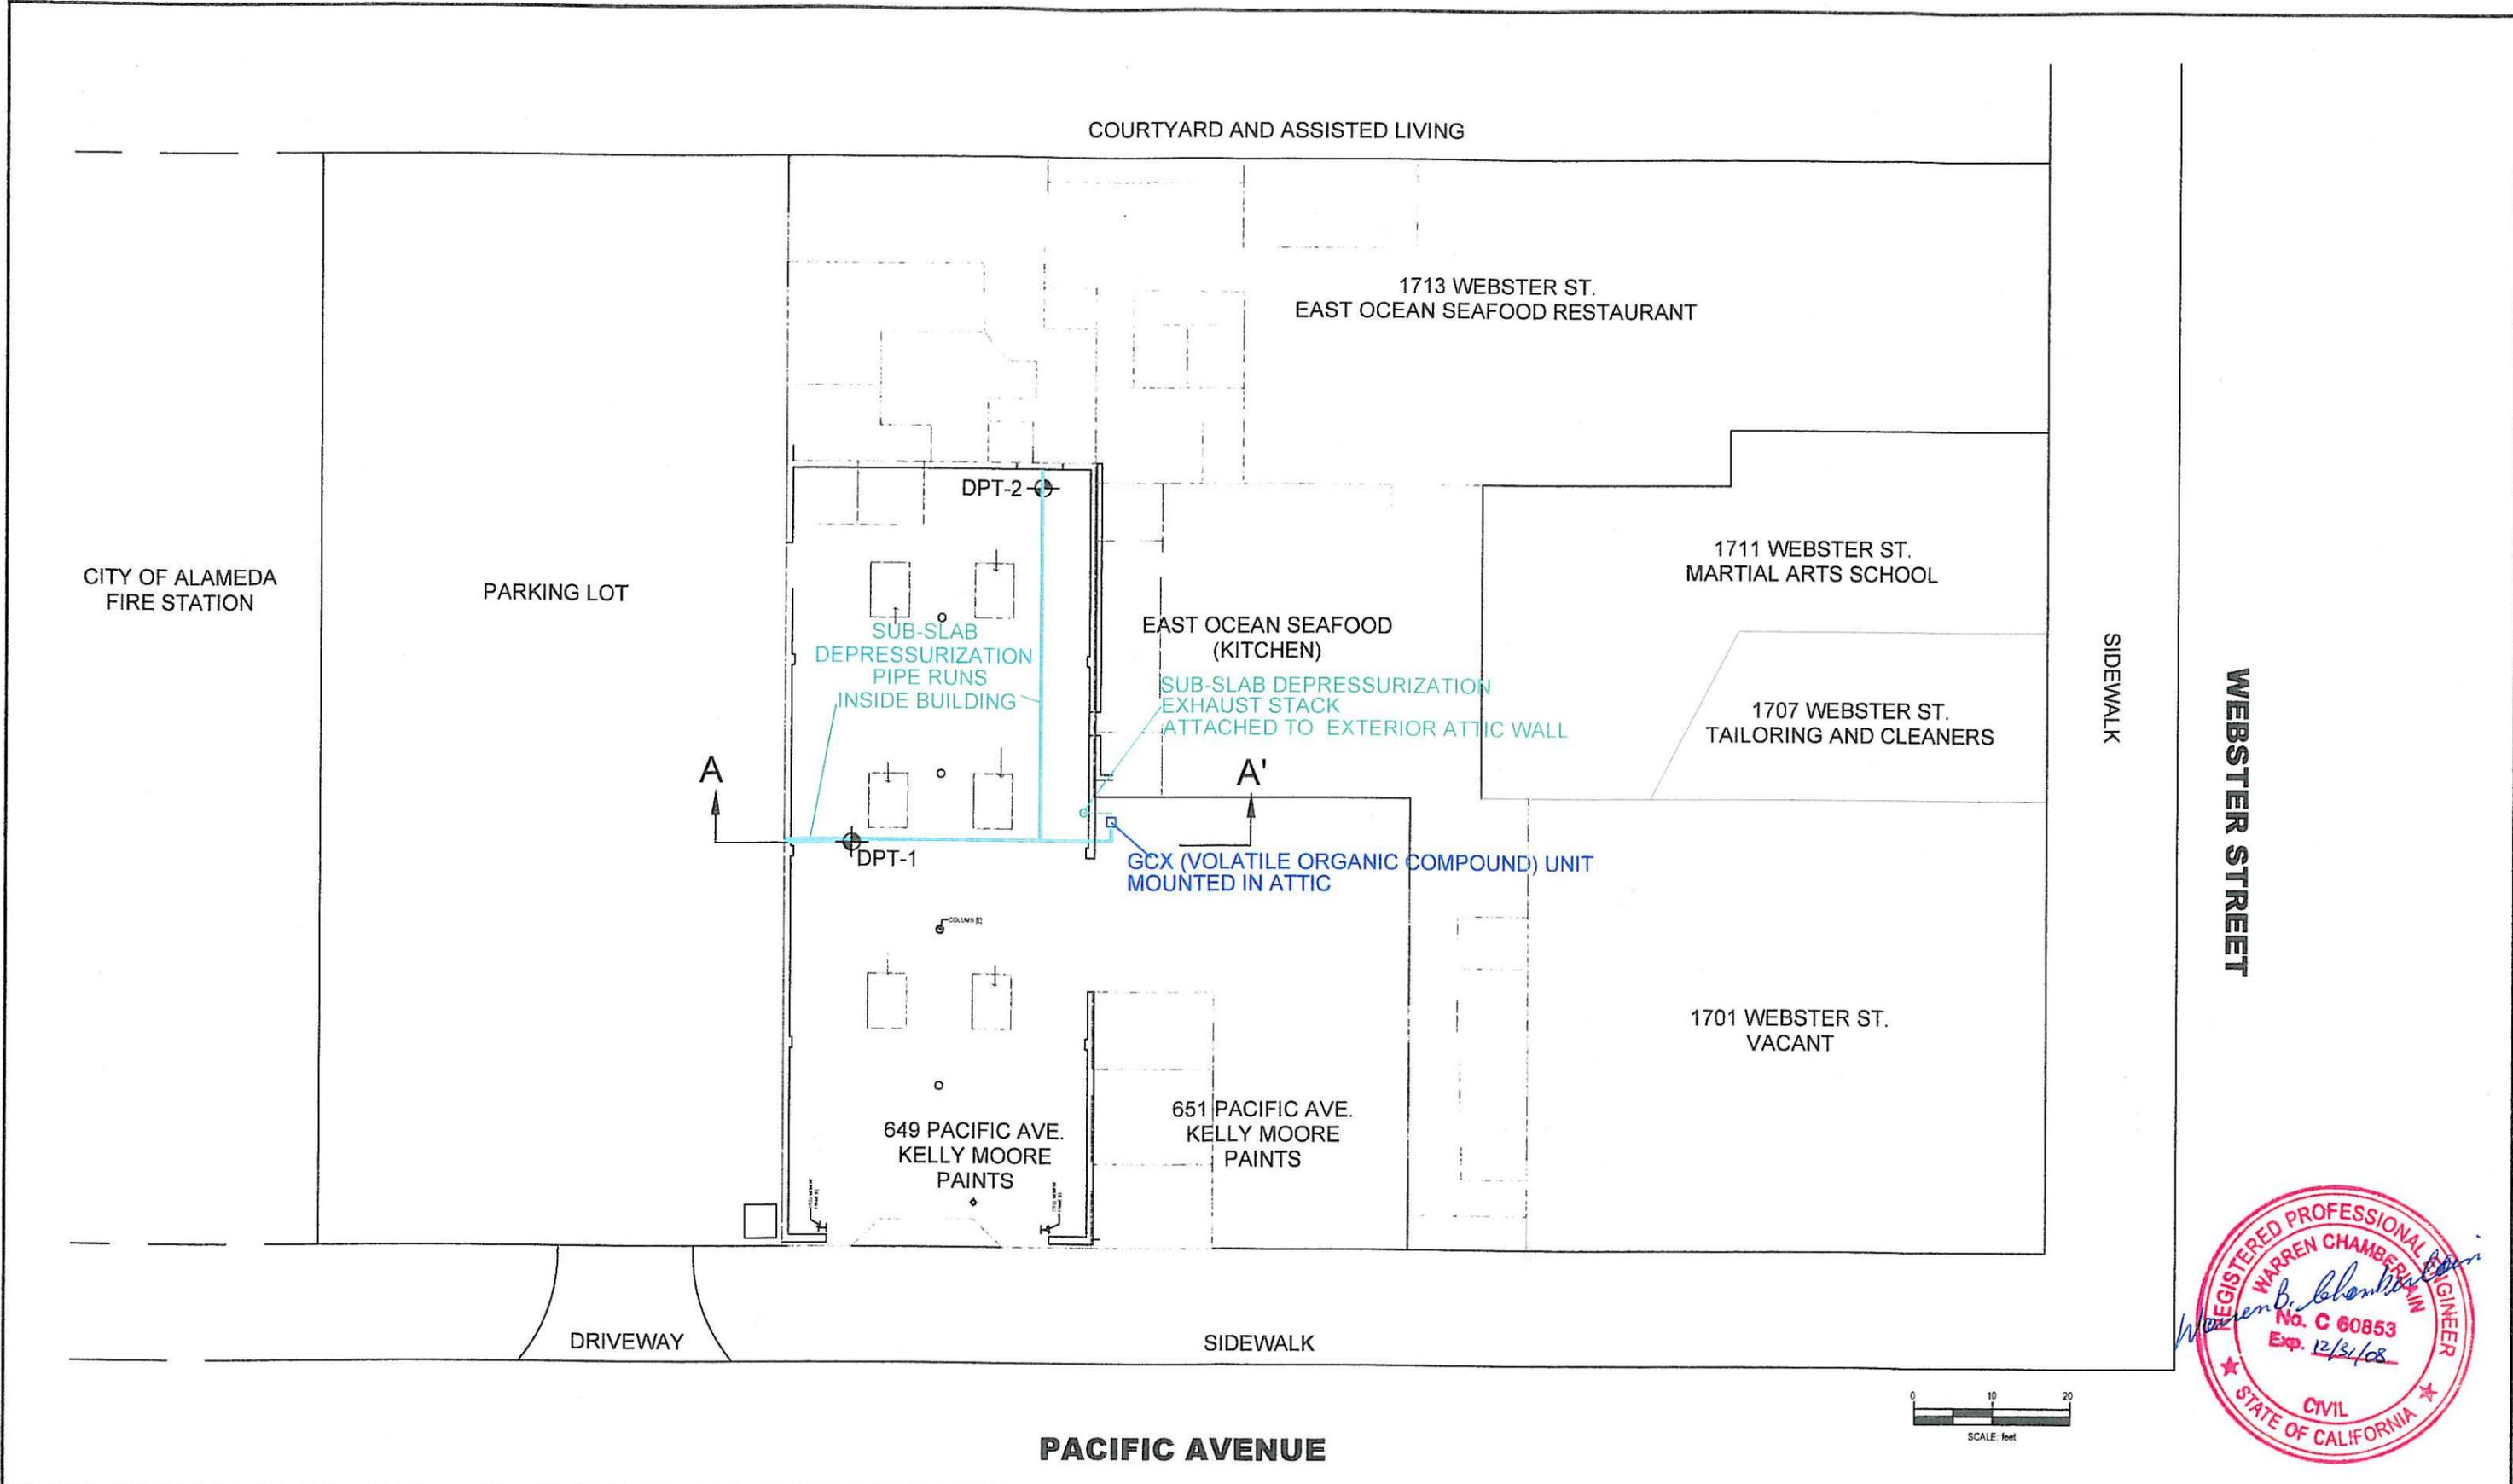 COURTYARD AND ASSISTED LIVING
1713 WEBSTER ST.
EAST OCEAN SEAFOOD RESTAURANT
DPT-2
CITY OF ALAMEDA
FIRE STATION
PARKING LOT
1711 WEBSTER ST.
MARTIAL ARTS SCHOOL
SUB-SLAB
DEPRESSURIZATION
PIPE RUNS
INSIDE BUILDING
EAST OCEAN SEAFOOD
(KITCHEN)
SUB-SLAB DEPRESSURIZATION
EXHAUST STACK
ATTACHED TO EXTERIOR ATTIC WALL
1707 WEBSTER ST.
TAILORING AND CLEANERS
SIDEWALK
WEBSTER STREET
A
A'
DPT-1
GCX (VOLATILE ORGANIC COMPOUND) UNIT
MOUNTED IN ATTIC
1701 WEBSTER ST.
VACANT
649 PACIFIC AVE.
KELLY MOORE
PAINTS
651 PACIFIC AVE.
KELLY MOORE
PAINTS
DRIVEWAY
SIDEWALK
PACIFIC AVENUE
0 10 20
SCALE: feet
REGISTERED PROFESSIONAL ENGINEER
WARREN CHAMBERLAIN
Warren B. Chamberlain
No. C 60853
Exp. 12/31/08
CIVIL
STATE OF CALIFORNIA